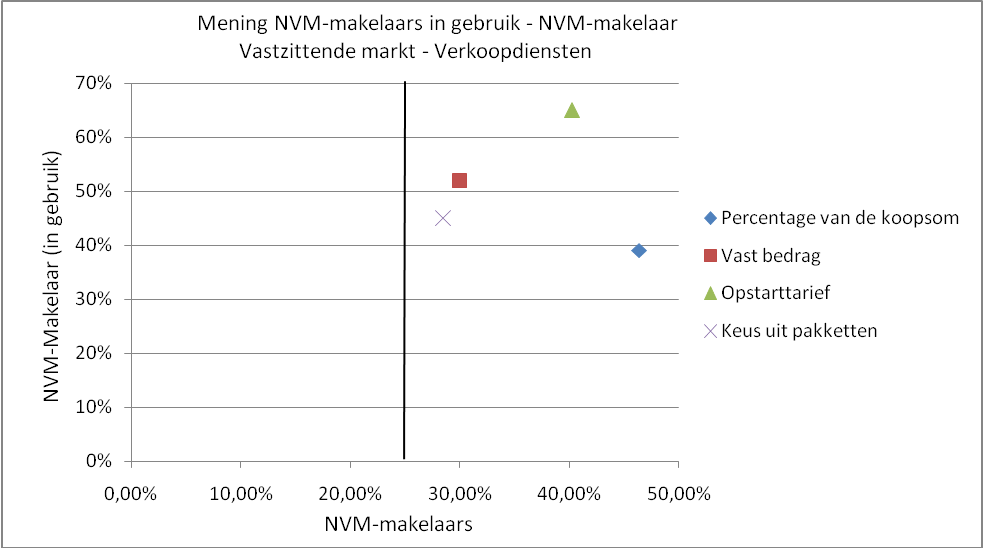 Mening NVM-makelaars in gebruik - NVM-makelaar
Vastzittende markt - Verkoopdiensten
NVM-Makelaar (in gebruik)
70%
60%
50%
40%
30%
20%
10%
0%
0,00%
10,00%
20,00%
30,00%
40,00%
50,00%
NVM-makelaars
Percentage van de koopsom
Vast bedrag
Opstarttarief
Keus uit pakketten